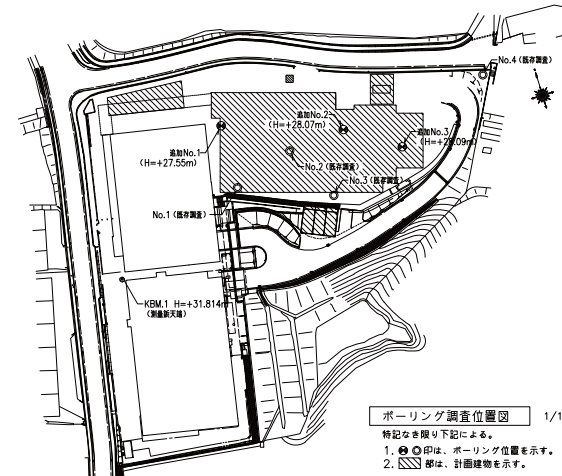 No.4 (既存調査)
追加No.2
(H=+28.07m)
追加No.1
(H=+27.55m)
追加No.3
(H=+28.09m)
No.2 (既存調査)
No.3 (既存調査)
No.1 (既存調査)
KBM.1 H=+31.814m
(測量鋲天端)
ボーリング調査位置図 1/1
特記なき限り下記による。
1. 印は、ボーリング位置を示す。
2. 部は、計画建物を示す。